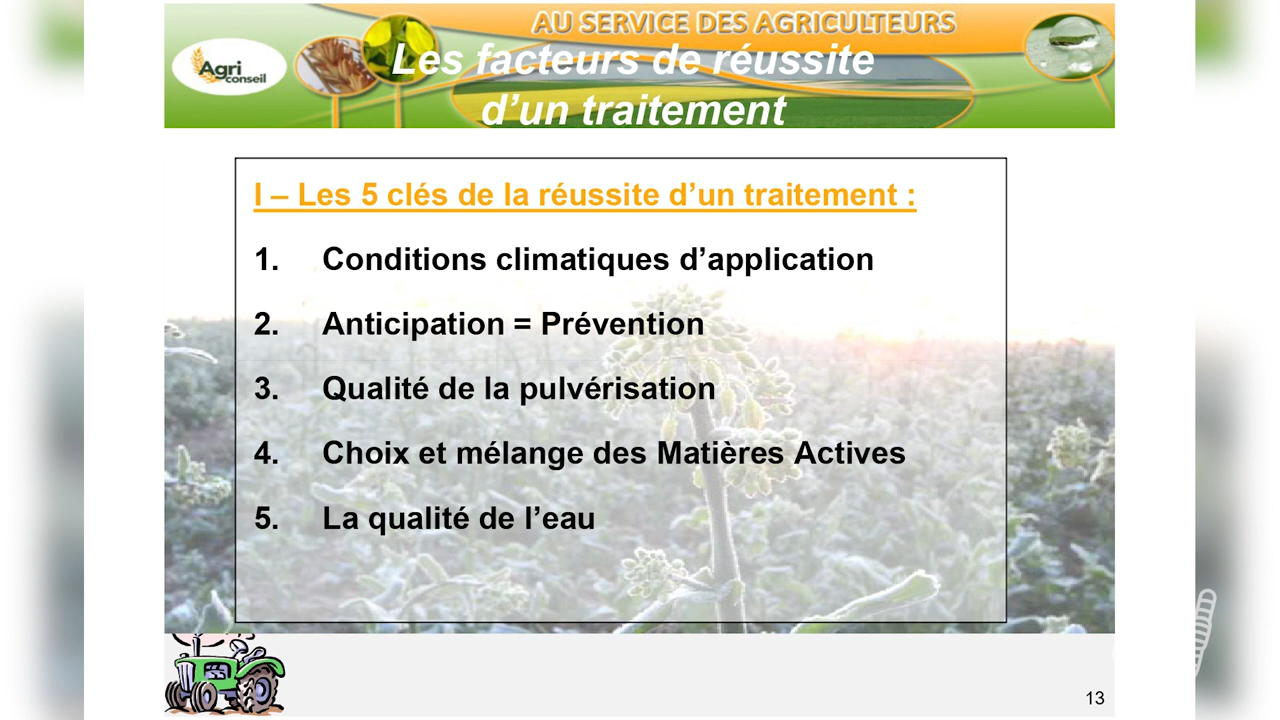 AU SERVICE DES AGRICULTEURS
Agri
conseil
Les facteurs de réussite
d’un traitement
I – Les 5 clés de la réussite d’un traitement :
1. Conditions climatiques d’application
2. Anticipation = Prévention
3. Qualité de la pulvérisation
4. Choix et mélange des Matières Actives
5. La qualité de l’eau
13